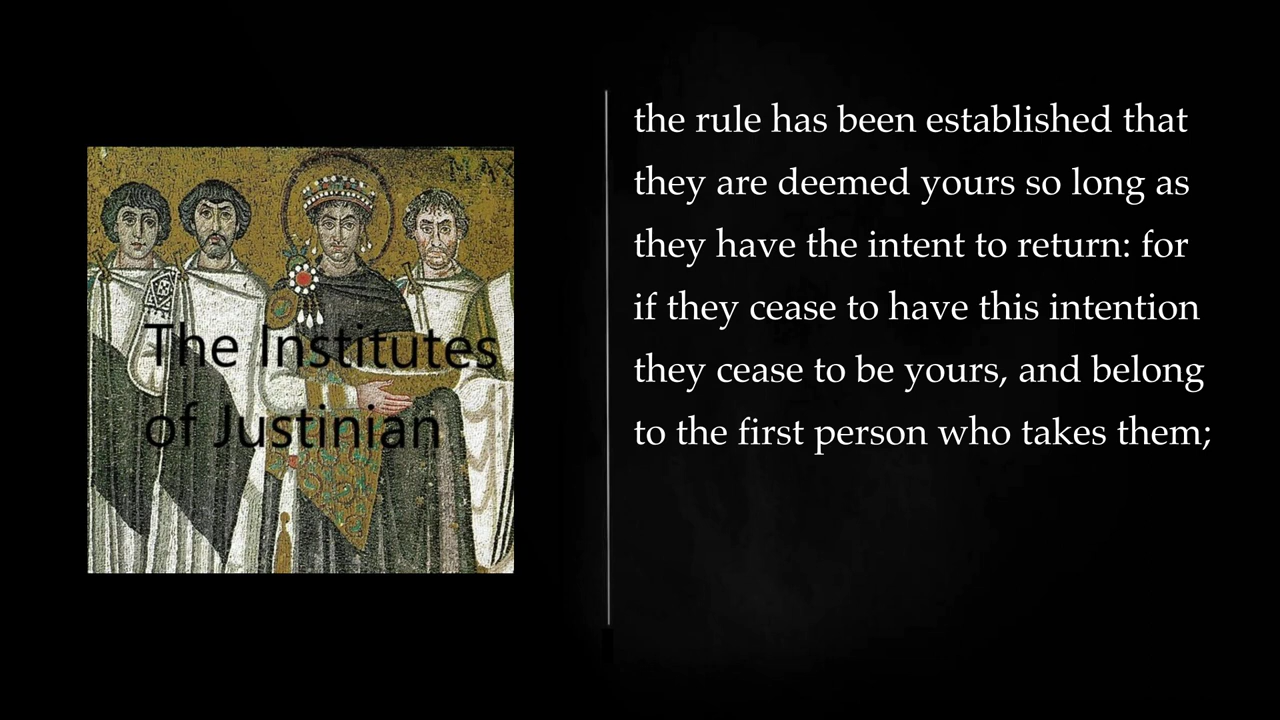 MAX
The Institutes
of Justinian
the rule has been established that
they are deemed yours so long as
they have the intent to return: for
if they cease to have this intention
they cease to be yours, and belong
to the first person who takes them;